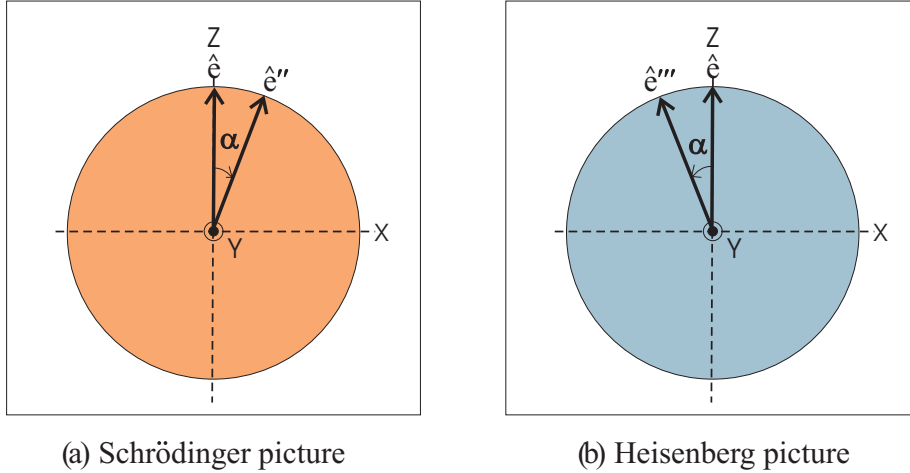 Z
ê
ê″
α
X
Y
(a) Schrödinger picture
Z
ê‴
ê
α
X
Y
(b) Heisenberg picture